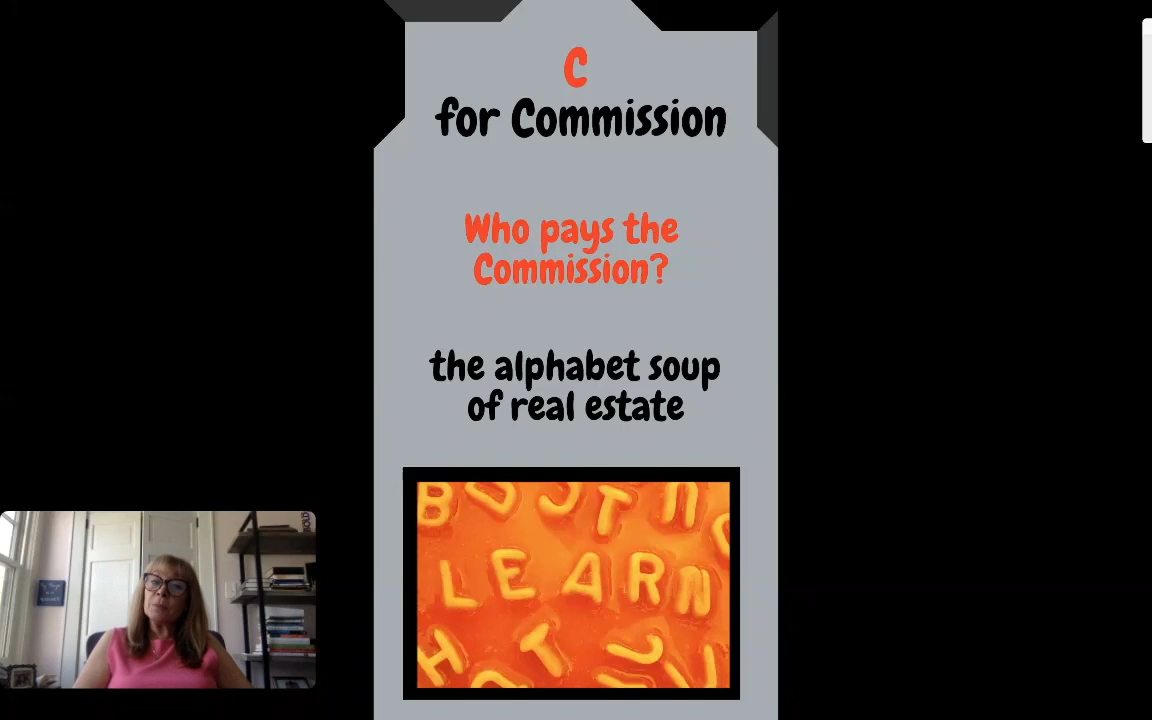 C
for Commission
Who pays the
Commission?
the alphabet soup
of real estate
LEARN